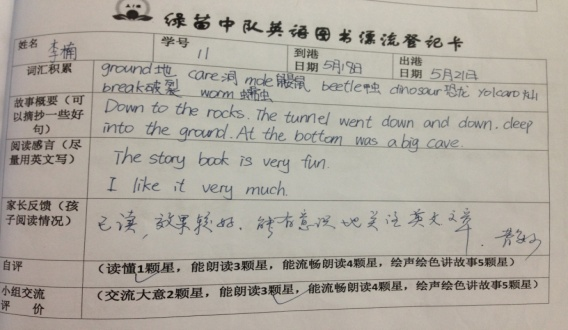 绿苗中队英语图书漂流登记卡
姓名 李楠 学号 11 到港日期 5月18日 出港日期 5月21日
词汇积累 ground地 cave洞 mole鼹鼠 beetle虫 dinosaur恐龙 volcano火山
break破裂 worm 蠕虫
故事概要(可以摘抄一些好句)
Down to the rocks. The tunnel went down and down. deep
into the ground. At the bottom was a big cave.
阅读感言(尽量用英文写)
The story book is very fun.
I like it very much.
家长反馈(孩子阅读情况)
已读,效果较好.能有意识地关注英文文章.
自评 (读懂1颗星,能朗读3颗星,能流畅朗读4颗星,绘声绘色讲故事5颗星)
小组交流评价 (交流大意2颗星,能朗读3颗星,能流畅朗读4颗星,绘声绘色讲故事5颗星)